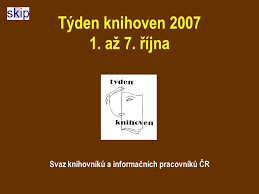 skip
Týden knihoven 2007
1. až 7. října
týden
knihoven
Svaz knihovníků a informačních pracovníků ČR